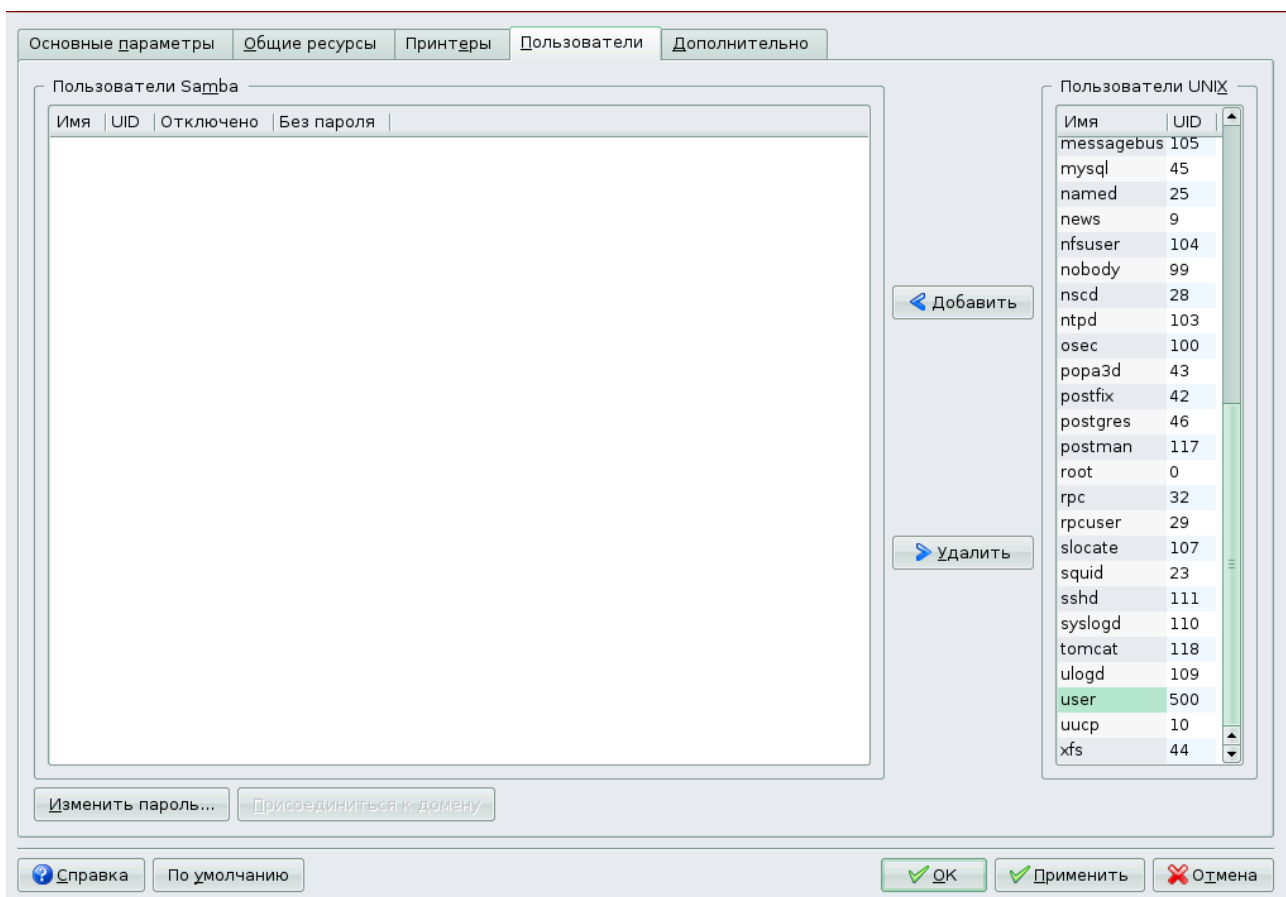 Основные параметры Общие ресурсы Принтеры Пользователи Дополнительно
Пользователи Samba
Имя UID Отключено Без пароля
Добавить
Удалить
Пользователи UNIX
Имя UID
messagebus 105
mysql 45
named 25
news 9
nfsuser 104
nobody 99
nscd 28
ntpd 103
osec 100
popa3d 43
postfix 42
postgres 46
postman 117
root 0
rpc 32
rpcuser 29
slocate 107
squid 23
sshd 111
syslogd 110
tomcat 118
ulogd 109
user 500
uucp 10
xfs 44
Изменить пароль... Присоединиться к домену
Справка По умолчанию OK Применить Отмена